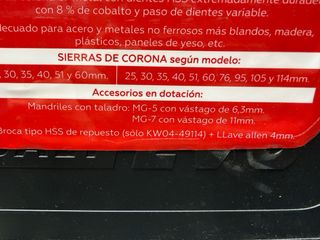 con 8 % de cobalto y paso de dientes variable.
decuado para acero y metales no ferrosos más blandos, madera,
plásticos, paneles de yeso, etc.
SIERRAS DE CORONA según modelo:
, 30, 35, 40, 51 y 60mm.
25, 30, 35, 40, 51, 60, 76, 95, 105 y 114mm.
Accesorios en dotación:
Mandriles con taladro: MG-5 con vástago de 6,3mm.
MG-7 con vástago de 11mm.
Broca tipo HSS de repuesto (sólo KW04-49114) + LLave allen 4mm.